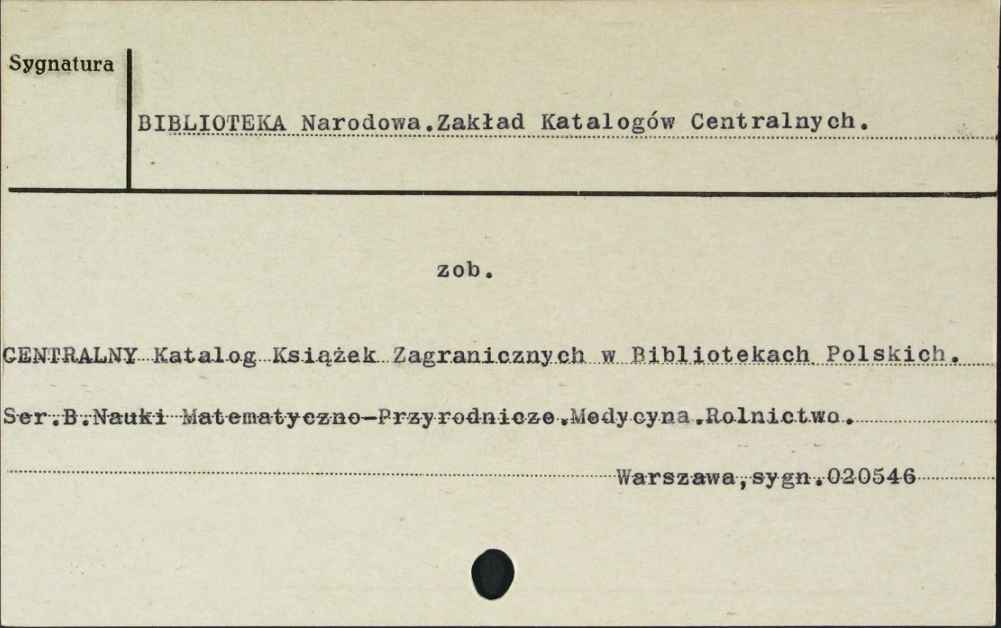 Sygnatura
BIBLIOTEKA Narodowa.Zakład Katalogów Centralnych.
zob.
CENTRALNY Katalog Książek Zagranicznych w Bibliotekach Polskich.
Ser.B.Nauki Matematyczno-Przyrodnicze.Medycyna.Rolnictwo.
Warszawa,sygn.020546